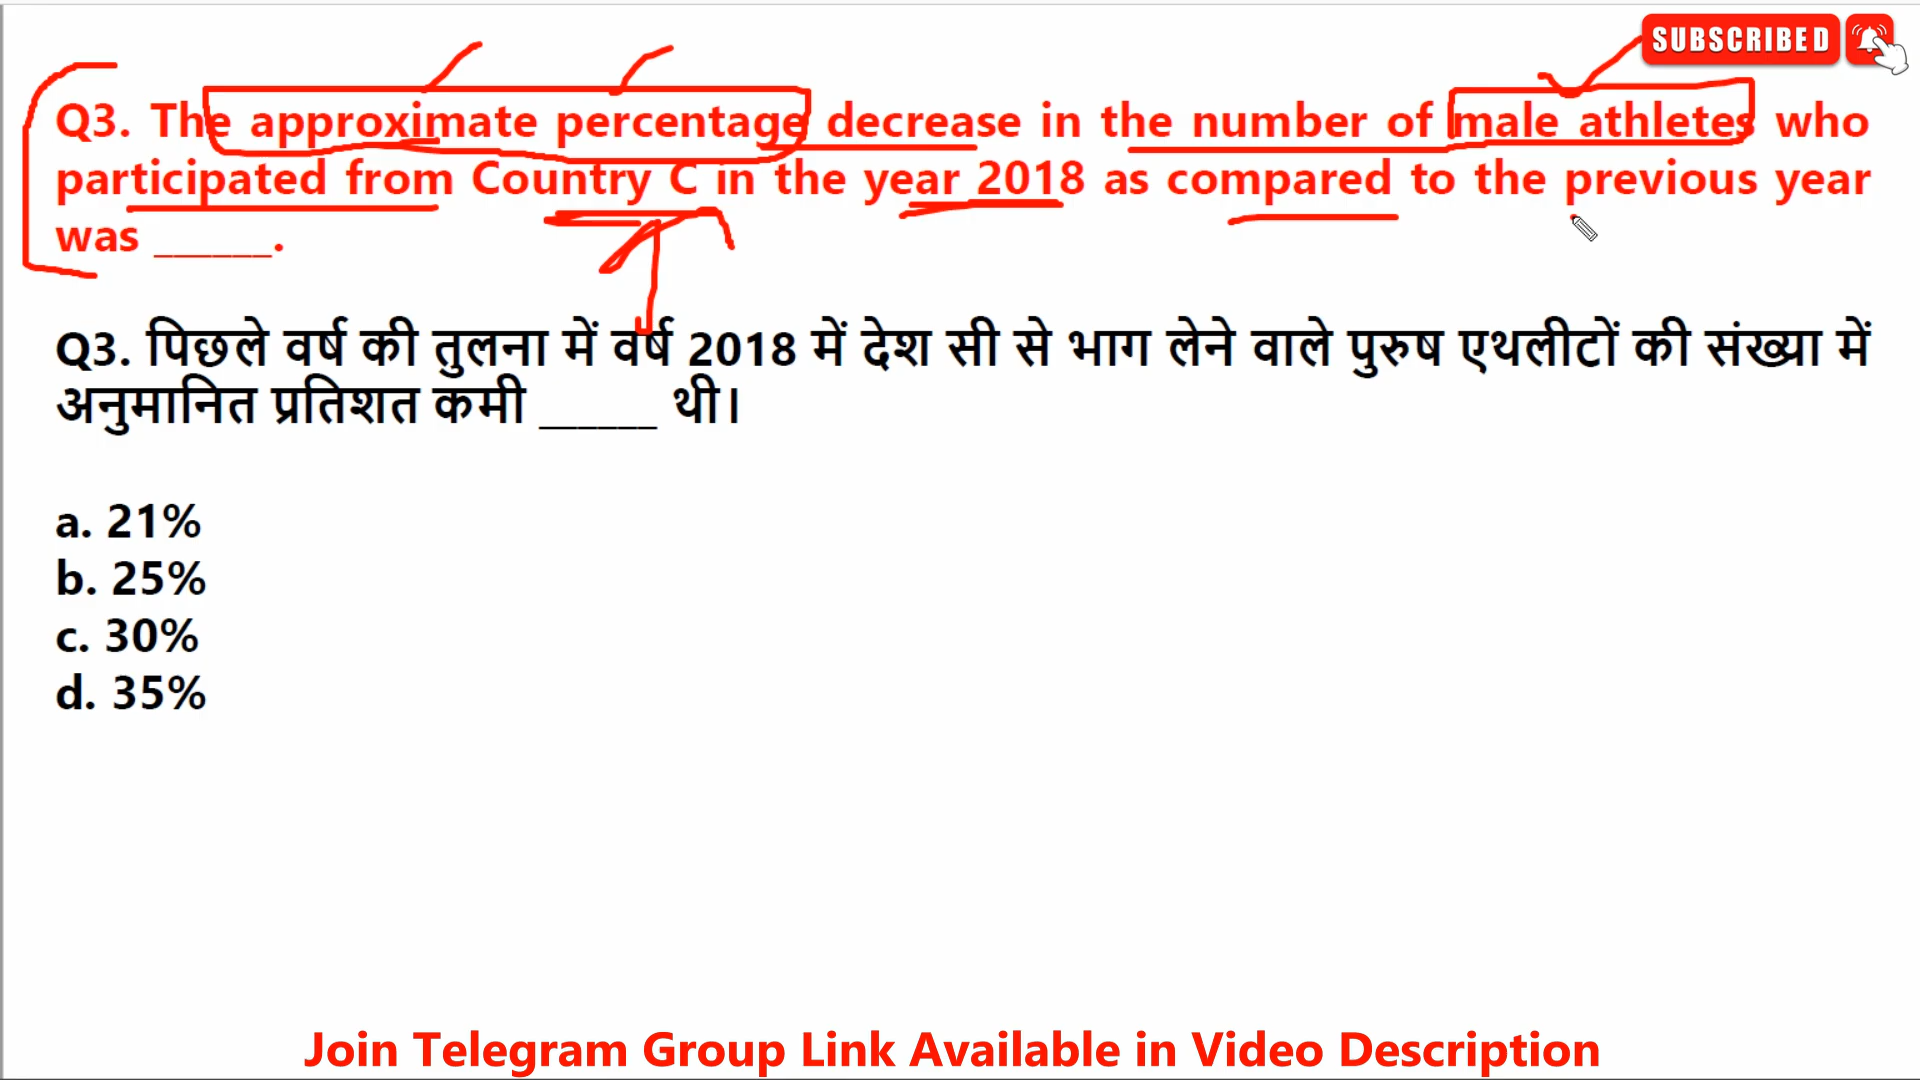 SUBSCRIBED
Q3. The approximate percentage decrease in the number of male athletes who
participated from Country C in the year 2018 as compared to the previous year
was ______.
Q3. पिछले वर्ष की तुलना में वर्ष 2018 में देश सी से भाग लेने वाले पुरुष एथलीटों की संख्या में
अनुमानित प्रतिशत कमी ______ थी।
a. 21%
b. 25%
c. 30%
d. 35%
Join Telegram Group Link Available in Video Description